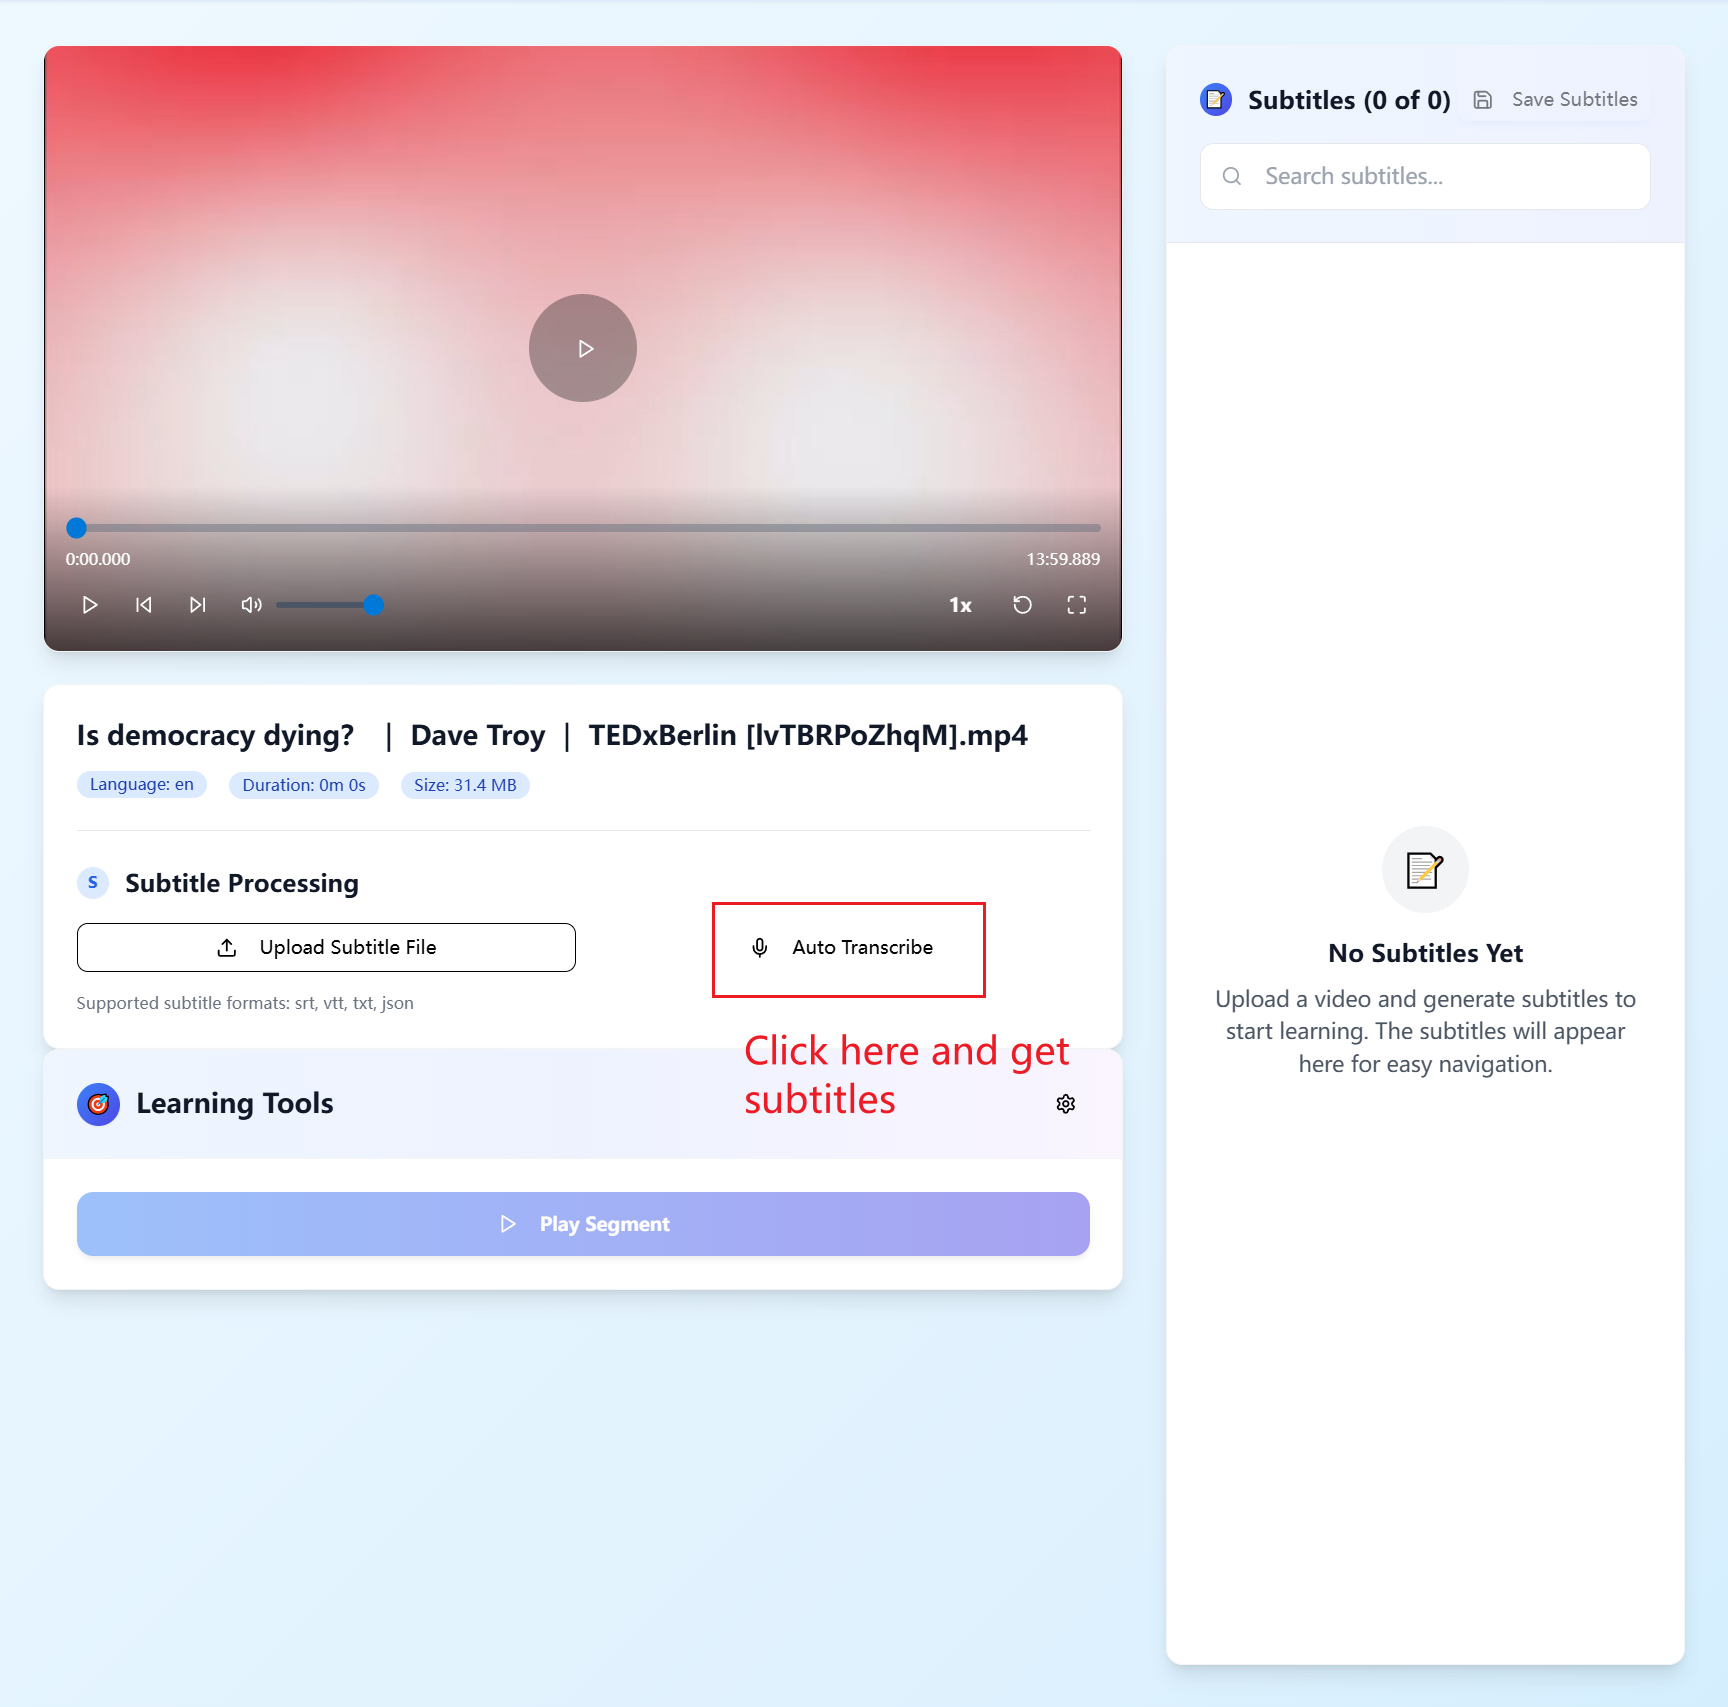 0:00.000
13:59.889
1x
Is democracy dying? | Dave Troy | TEDxBerlin [lvTBRPoZhqM].mp4
Language: en
Duration: 0m 0s
Size: 31.4 MB
S
Subtitle Processing
Upload Subtitle File
Auto Transcribe
Supported subtitle formats: srt, vtt, txt, json
Click here and get
subtitles
Learning Tools
Play Segment
Subtitles (0 of 0)
Save Subtitles
Search subtitles...
No Subtitles Yet
Upload a video and generate subtitles to
start learning. The subtitles will appear
here for easy navigation.